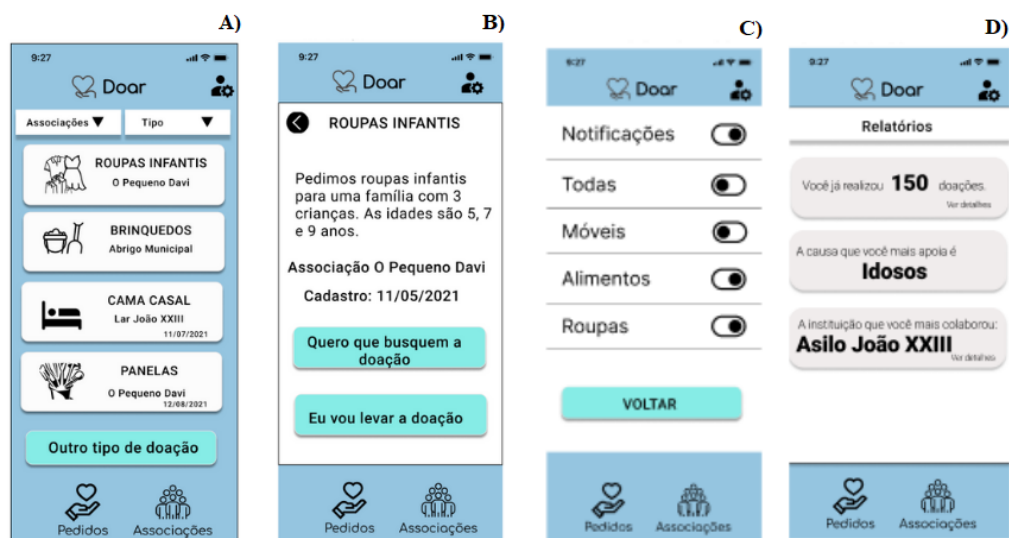 A)
9:27
Doar
Associações ▼
Tipo ▼
ROUPAS INFANTIS
O Pequeno Davi
BRINQUEDOS
Abrigo Municipal
CAMA CASAL
Lar João XXIII
11/07/2021
PANELAS
O Pequeno Davi
12/08/2021
Outro tipo de doação
Pedidos
Associações
B)
9:27
Doar
ROUPAS INFANTIS
Pedimos roupas infantis
para uma família com 3
crianças. As idades são 5, 7
e 9 anos.
Associação O Pequeno Davi
Cadastro: 11/05/2021
Quero que busquem a
doação
Eu vou levar a doação
Pedidos
Associações
C)
9:27
Doar
Notificações
Todas
Móveis
Alimentos
Roupas
VOLTAR
Pedidos
Associações
D)
9:27
Doar
Relatórios
Você já realizou 150 doações.
Ver detalhes
A causa que você mais apoia é
Idosos
A instituição que você mais colaborou:
Asilo João XXIII
Ver detalhes
Pedidos
Associações